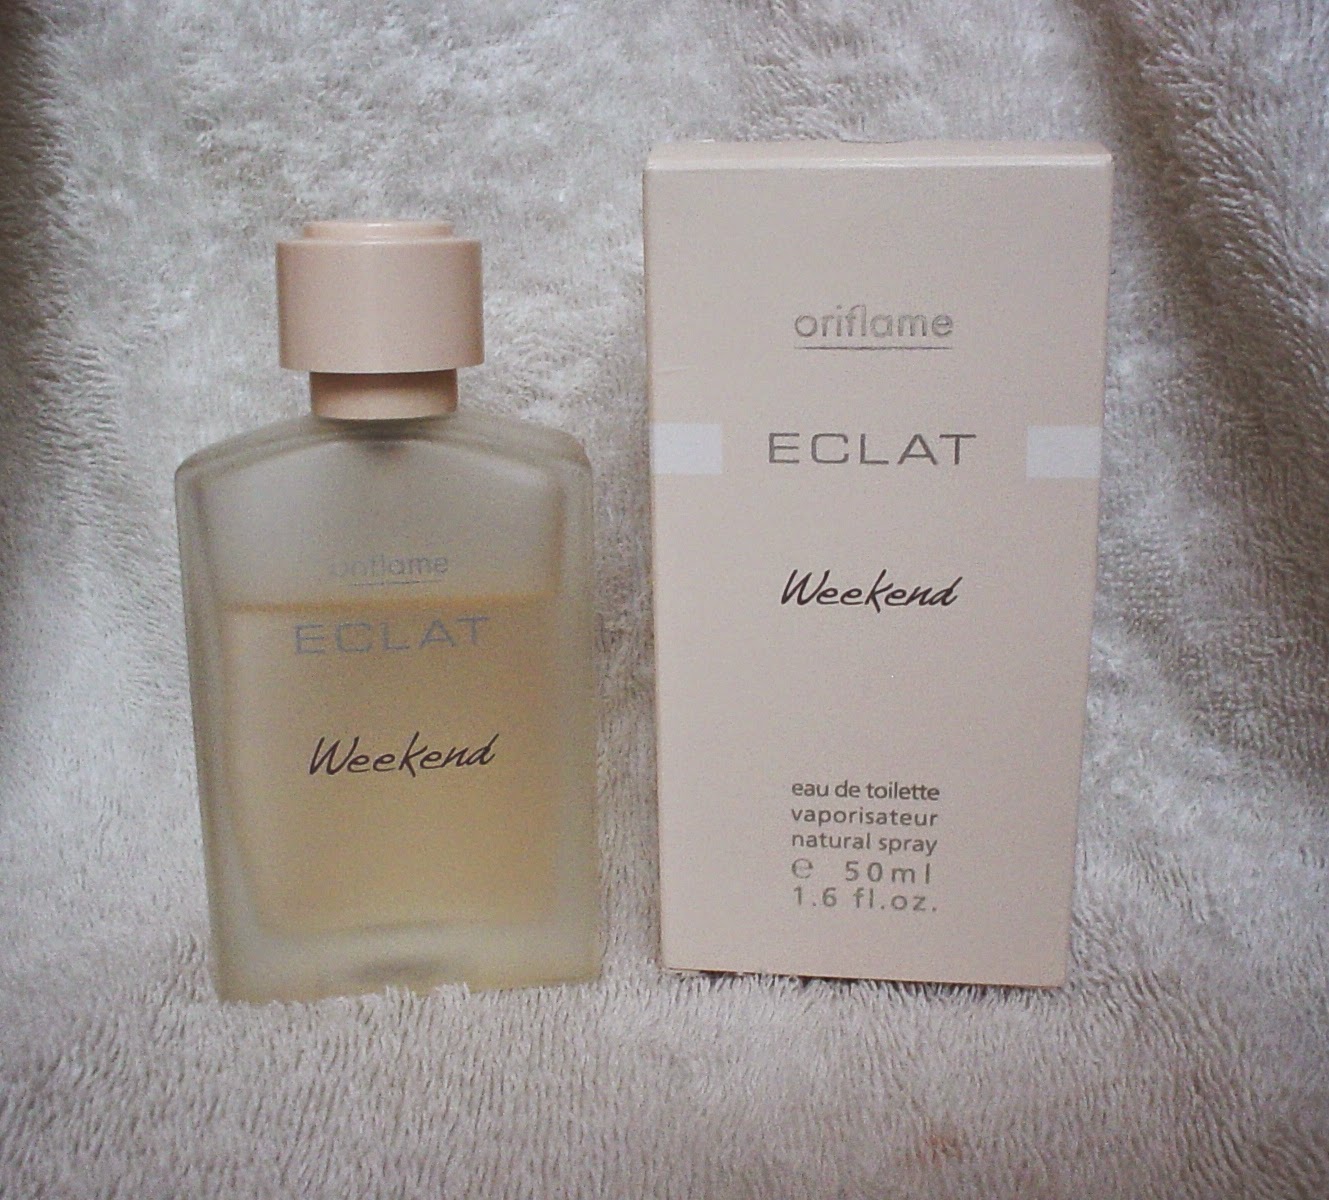 oriflame
ECLAT
Weekend
oriflame
ECLAT
Weekend
eau de toilette
vaporisateur
natural spray
℮ 50ml
1.6 fl.oz.